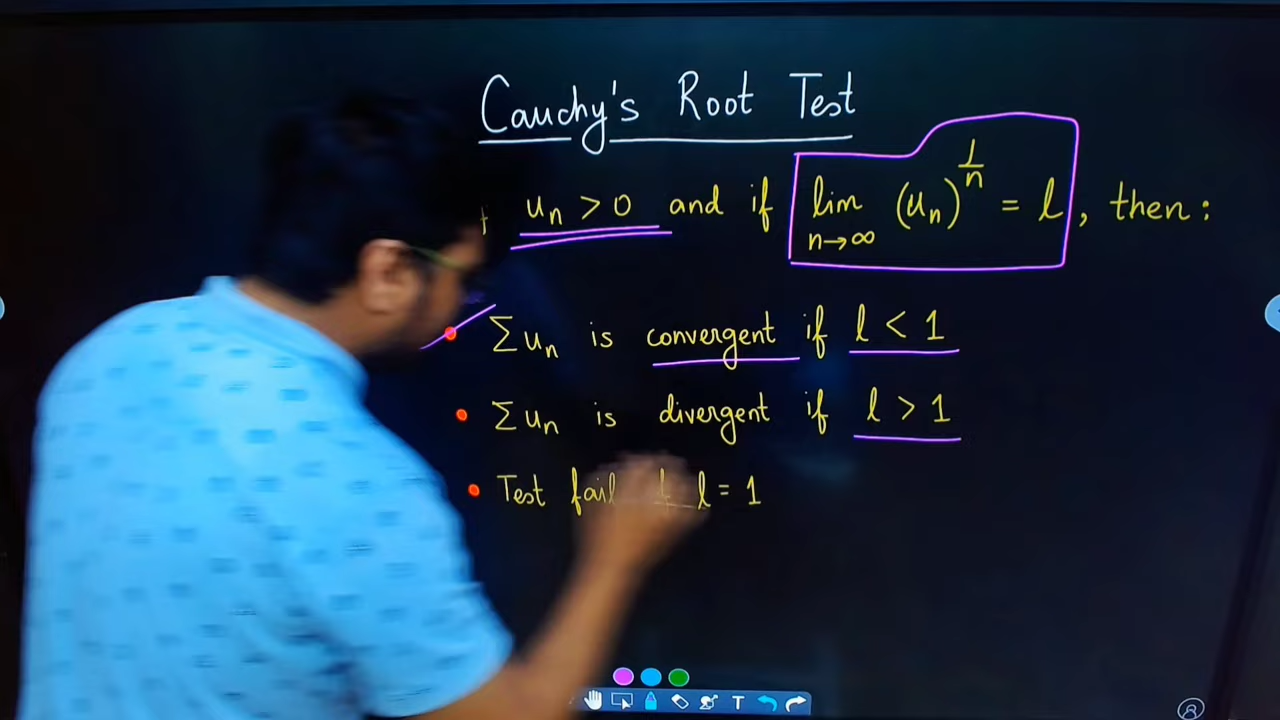 Cauchy's Root Test
uₙ > 0 and if lim n→∞ (uₙ)^(1/n) = l, then:
• Σuₙ is convergent if l < 1
• Σuₙ is divergent if l > 1
• Test fail l = 1
T